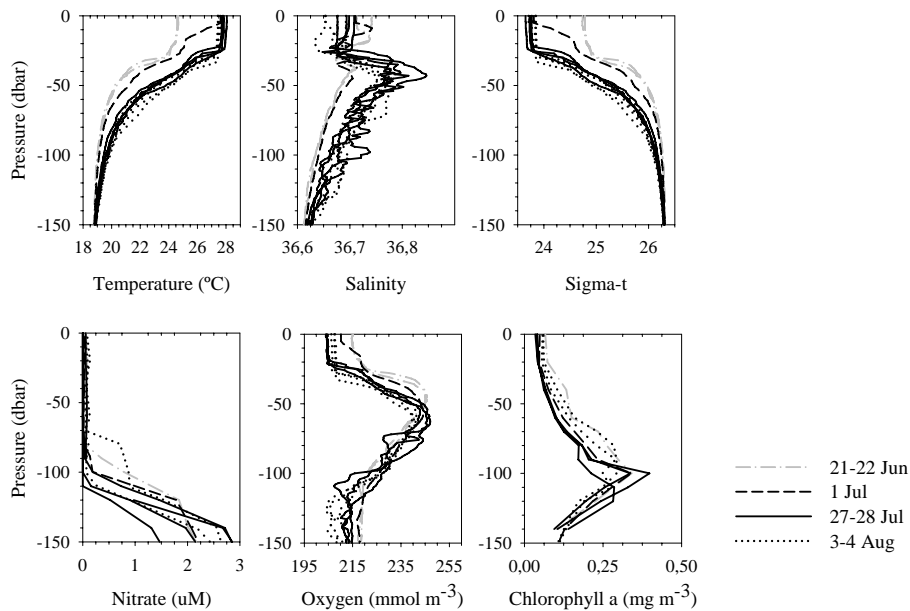 0
-50
-100
-150
Pressure (dbar)
18 20 22 24 26 28
Temperature (ºC)
0
-50
-100
-150
36,6 36,7 36,8
Salinity
0
-50
-100
-150
24 25 26
Sigma-t
0
-50
-100
-150
Pressure (dbar)
0 1 2 3
Nitrate (uM)
0
-50
-100
-150
195 215 235 255
Oxygen (mmol m-3)
0
-50
-100
-150
0,00 0,25 0,50
Chlorophyll a (mg m-3)
21-22 Jun
1 Jul
27-28 Jul
3-4 Aug